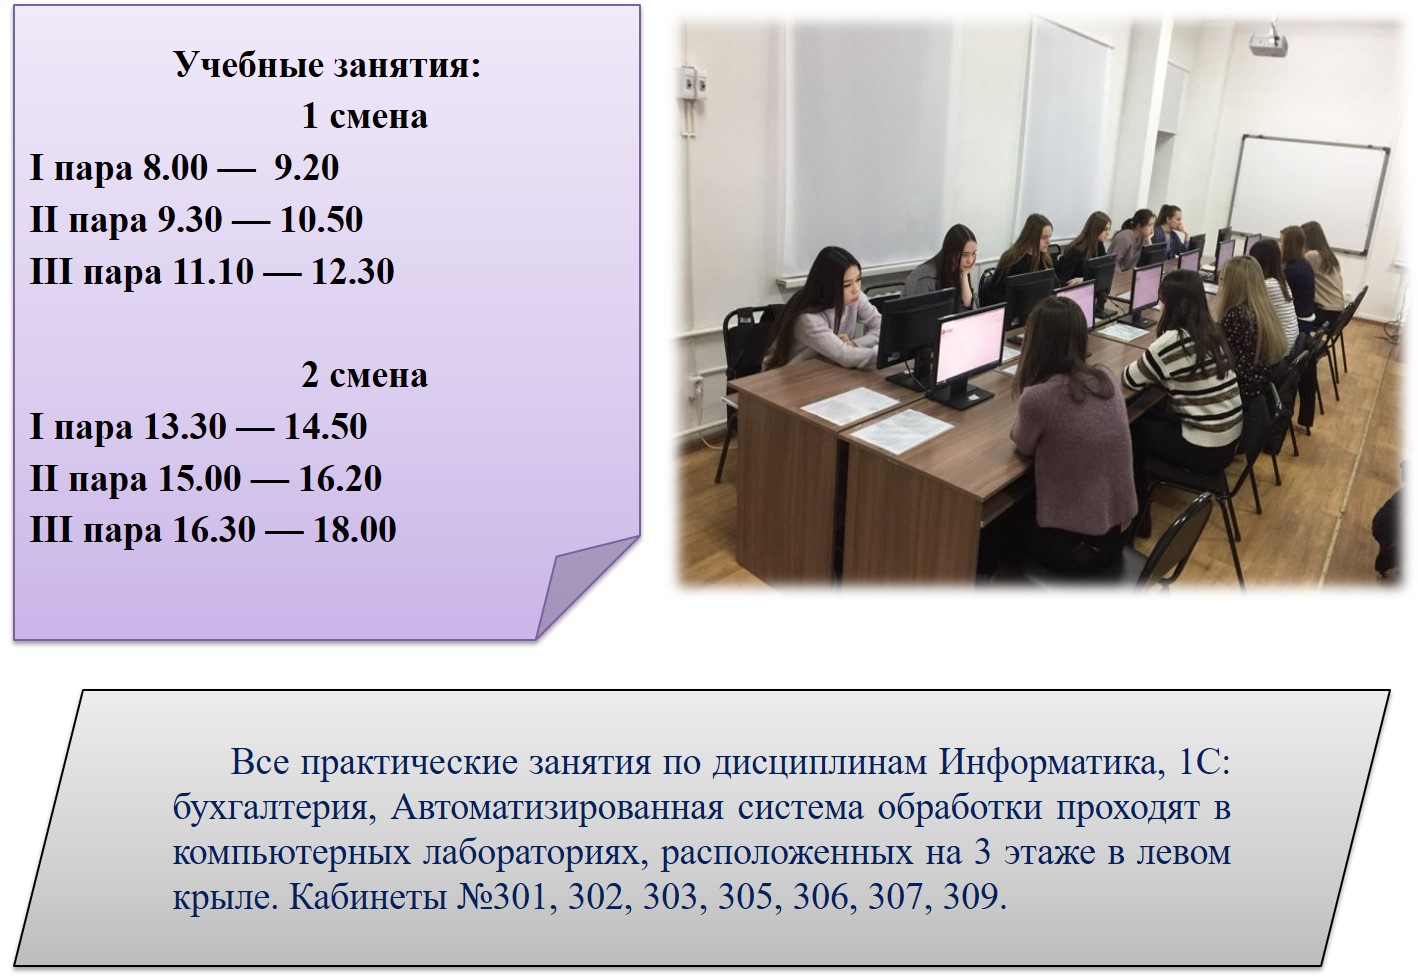 Учебные занятия:
1 смена
I пара 8.00 — 9.20
II пара 9.30 — 10.50
III пара 11.10 — 12.30
2 смена
I пара 13.30 — 14.50
II пара 15.00 — 16.20
III пара 16.30 — 18.00
Все практические занятия по дисциплинам Информатика, 1С:
бухгалтерия, Автоматизированная система обработки проходят в
компьютерных лабораториях, расположенных на 3 этаже в левом
крыле. Кабинеты №301, 302, 303, 305, 306, 307, 309.